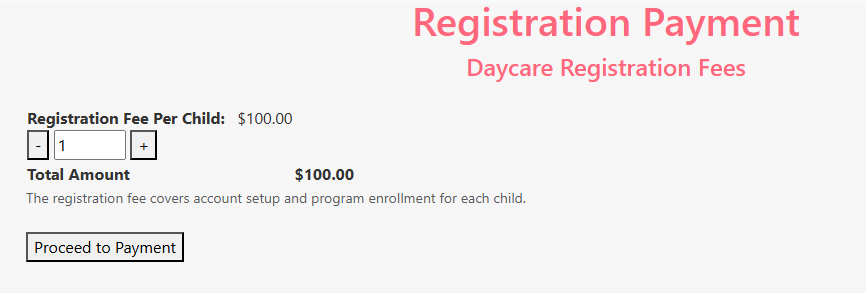 Registration Payment
Daycare Registration Fees
Registration Fee Per Child: $100.00
- 1 +
Total Amount $100.00
The registration fee covers account setup and program enrollment for each child.
Proceed to Payment